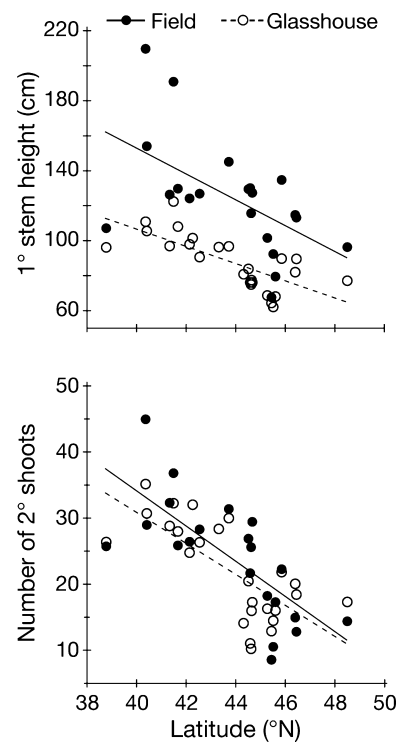 Field Glasshouse
220
180
140
100
60
1° stem height (cm)
50
40
30
20
10
Number of 2° shoots
38 40 42 44 46 48 50
Latitude (°N)